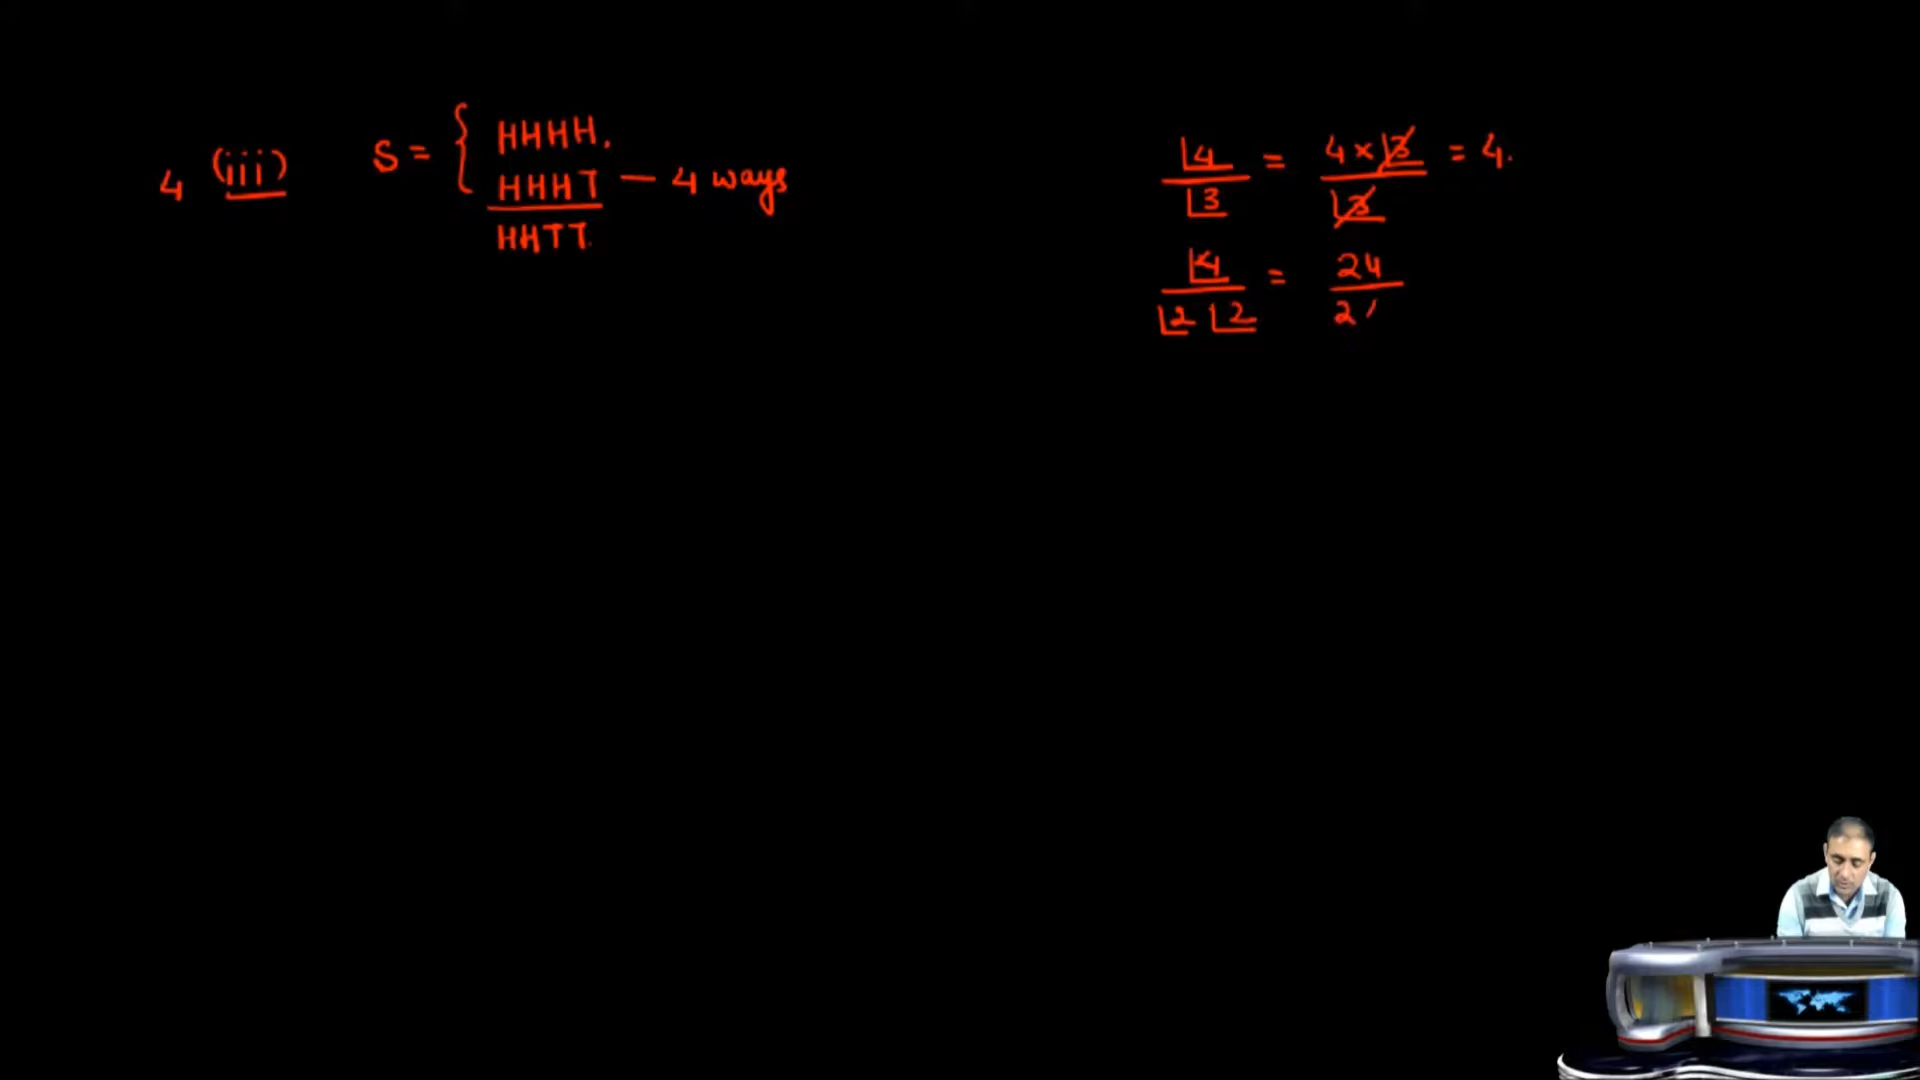 4 (iii) S = { HHHH.
HHHT — 4 ways
HHTT.
⌊4 / ⌊3 = 4 × ⌊3 / ⌊3 = 4.
⌊4 / ⌊2 ⌊2 = 24 / 2